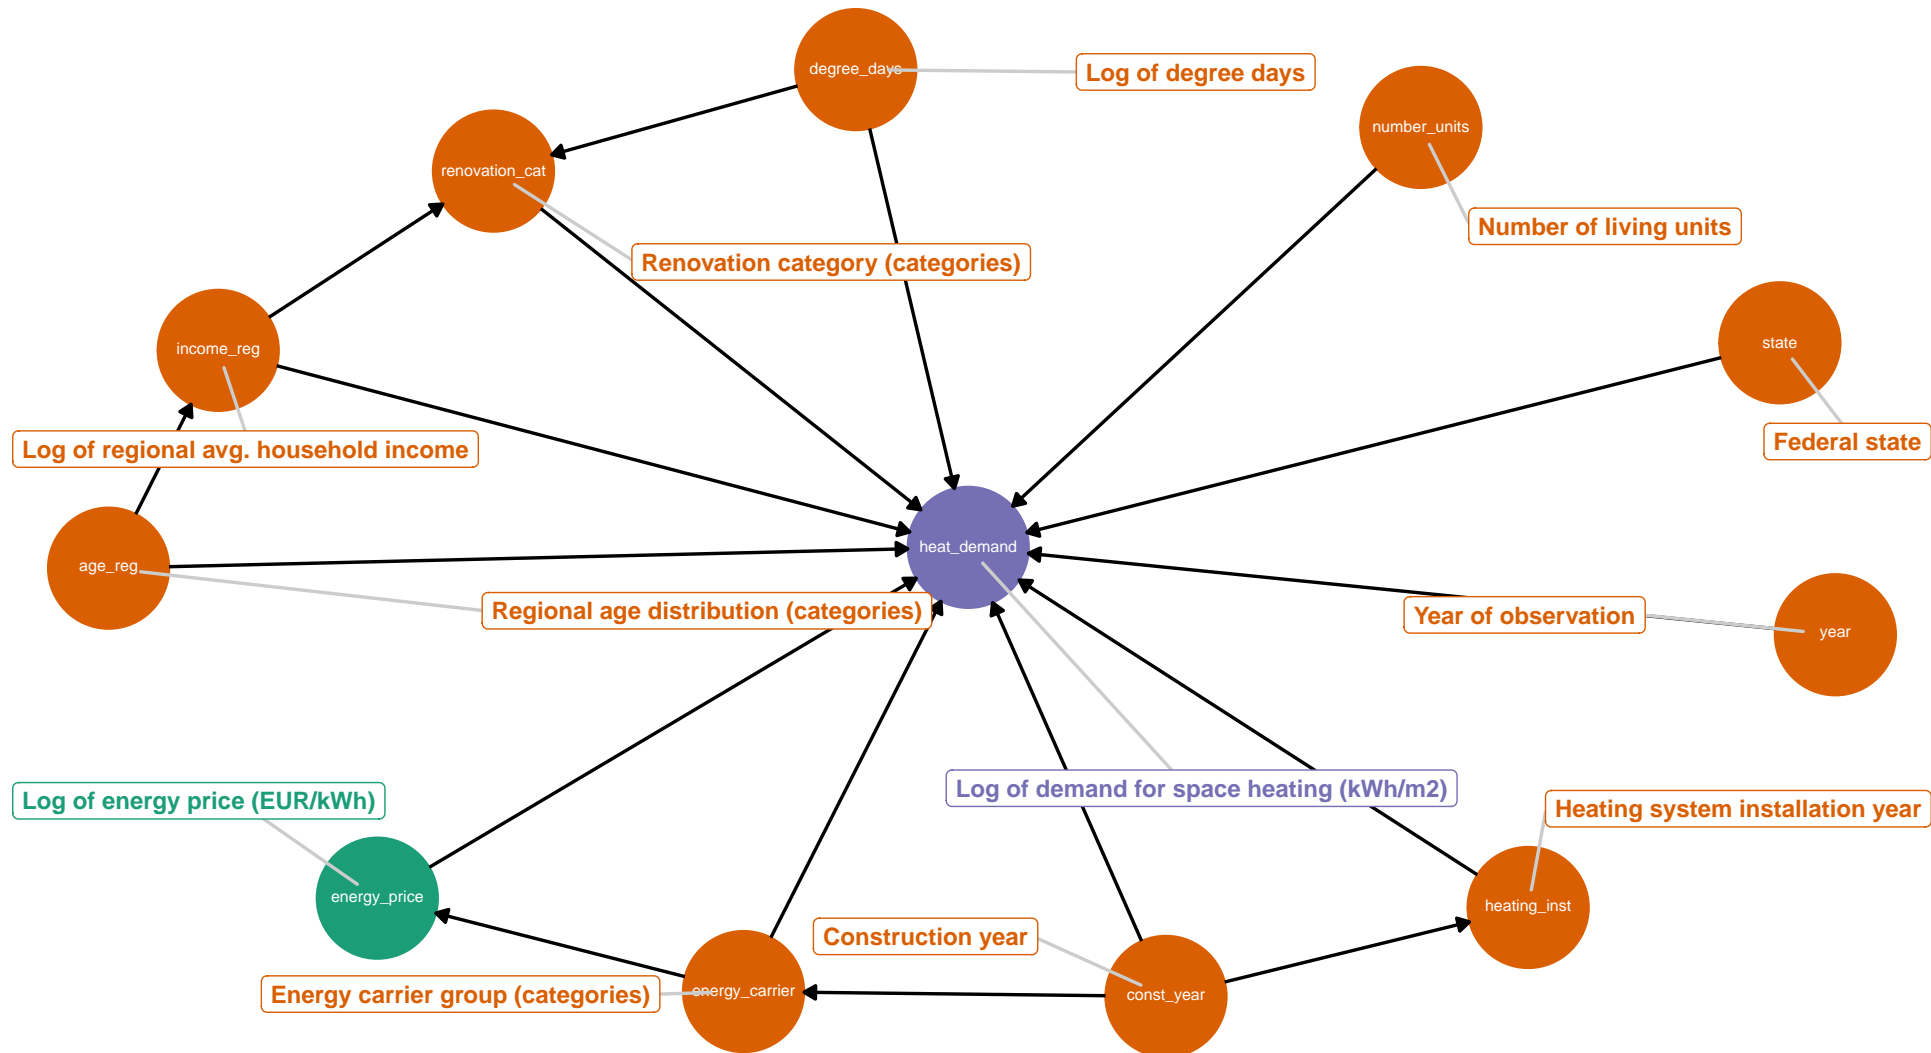 degree_days
Log of degree days
number_units
renovation_cat
Number of living units
Renovation category (categories)
state
income_reg
Federal state
Log of regional avg. household income
heat_demand
age_reg
Regional age distribution (categories)
Year of observation
year
Log of demand for space heating (kWh/m2)
Log of energy price (EUR/kWh)
Heating system installation year
energy_price
heating_inst
Construction year
energy_carrier
Energy carrier group (categories)
const_year